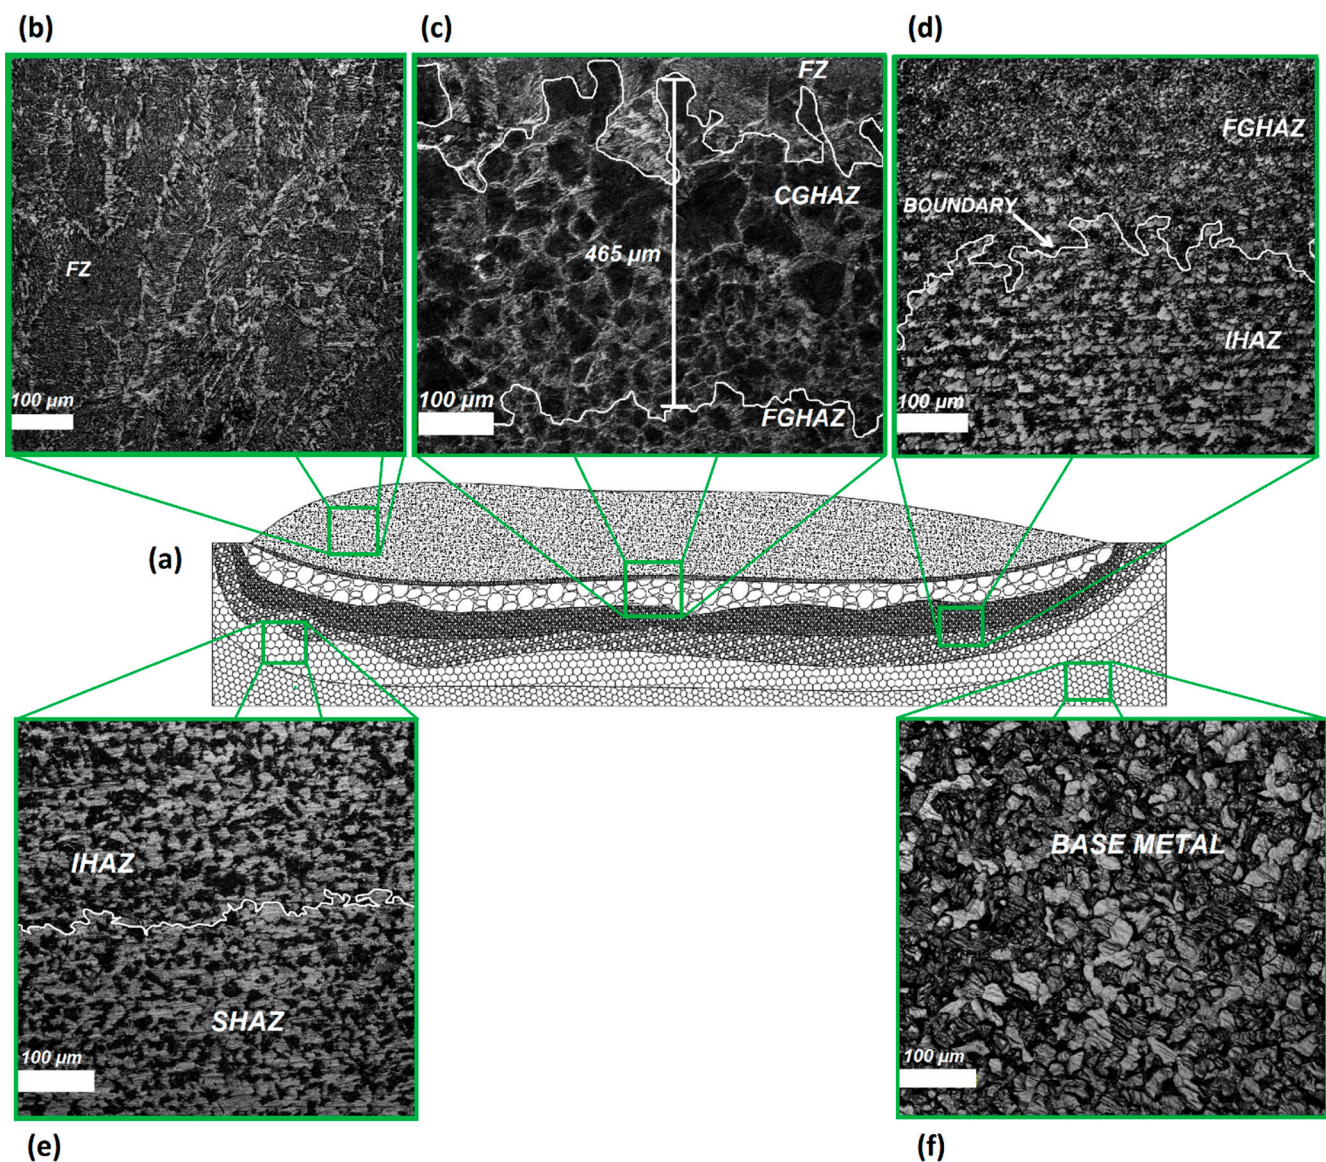 (b)
(c)
(d)
FZ
100 µm
FZ
CGHAZ
465 µm
100 µm
FGHAZ
FGHAZ
BOUNDARY
IHAZ
100 µm
(a)
IHAZ
SHAZ
100 µm
BASE METAL
100 µm
(e)
(f)